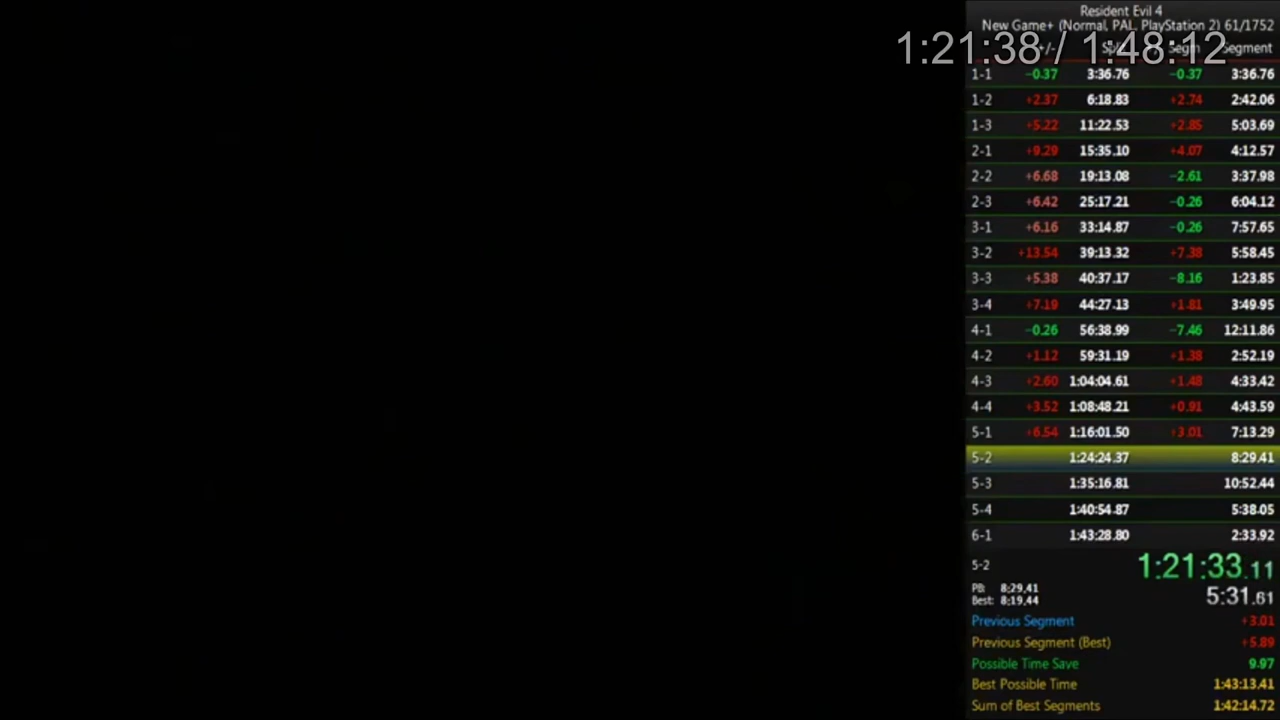 Resident Evil 4
New Game+ (Normal, PAL, PlayStation 2) 61/1752
1:21:38 / 1:48:12
+/- Segm Segment
1-1 −0.37 3:36.76 −0.37 3:36.76
1-2 +2.37 6:18.83 +2.74 2:42.06
1-3 +5.22 11:22.53 +2.85 5:03.69
2-1 +9.29 15:35.10 +4.07 4:12.57
2-2 +6.68 19:13.08 −2.61 3:37.98
2-3 +6.42 25:17.21 −0.26 6:04.12
3-1 +6.16 33:14.87 −0.26 7:57.65
3-2 +13.54 39:13.32 +7.38 5:58.45
3-3 +5.38 40:37.17 −8.16 1:23.85
3-4 +7.19 44:27.13 +1.81 3:49.95
4-1 −0.26 56:38.99 −7.46 12:11.86
4-2 +1.12 59:31.19 +1.38 2:52.19
4-3 +2.60 1:04:04.61 +1.48 4:33.42
4-4 +3.52 1:08:48.21 +0.91 4:43.59
5-1 +6.54 1:16:01.50 +3.01 7:13.29
5-2 1:24:24.37 8:29.41
5-3 1:35:16.81 10:52.44
5-4 1:40:54.87 5:38.05
6-1 1:43:28.80 2:33.92
5-2 1:21:33.11
PB: 8:29.41
Best: 8:19.44 5:31.61
Previous Segment +3.01
Previous Segment (Best) +5.89
Possible Time Save 9.97
Best Possible Time 1:43:13.41
Sum of Best Segments 1:42:14.72